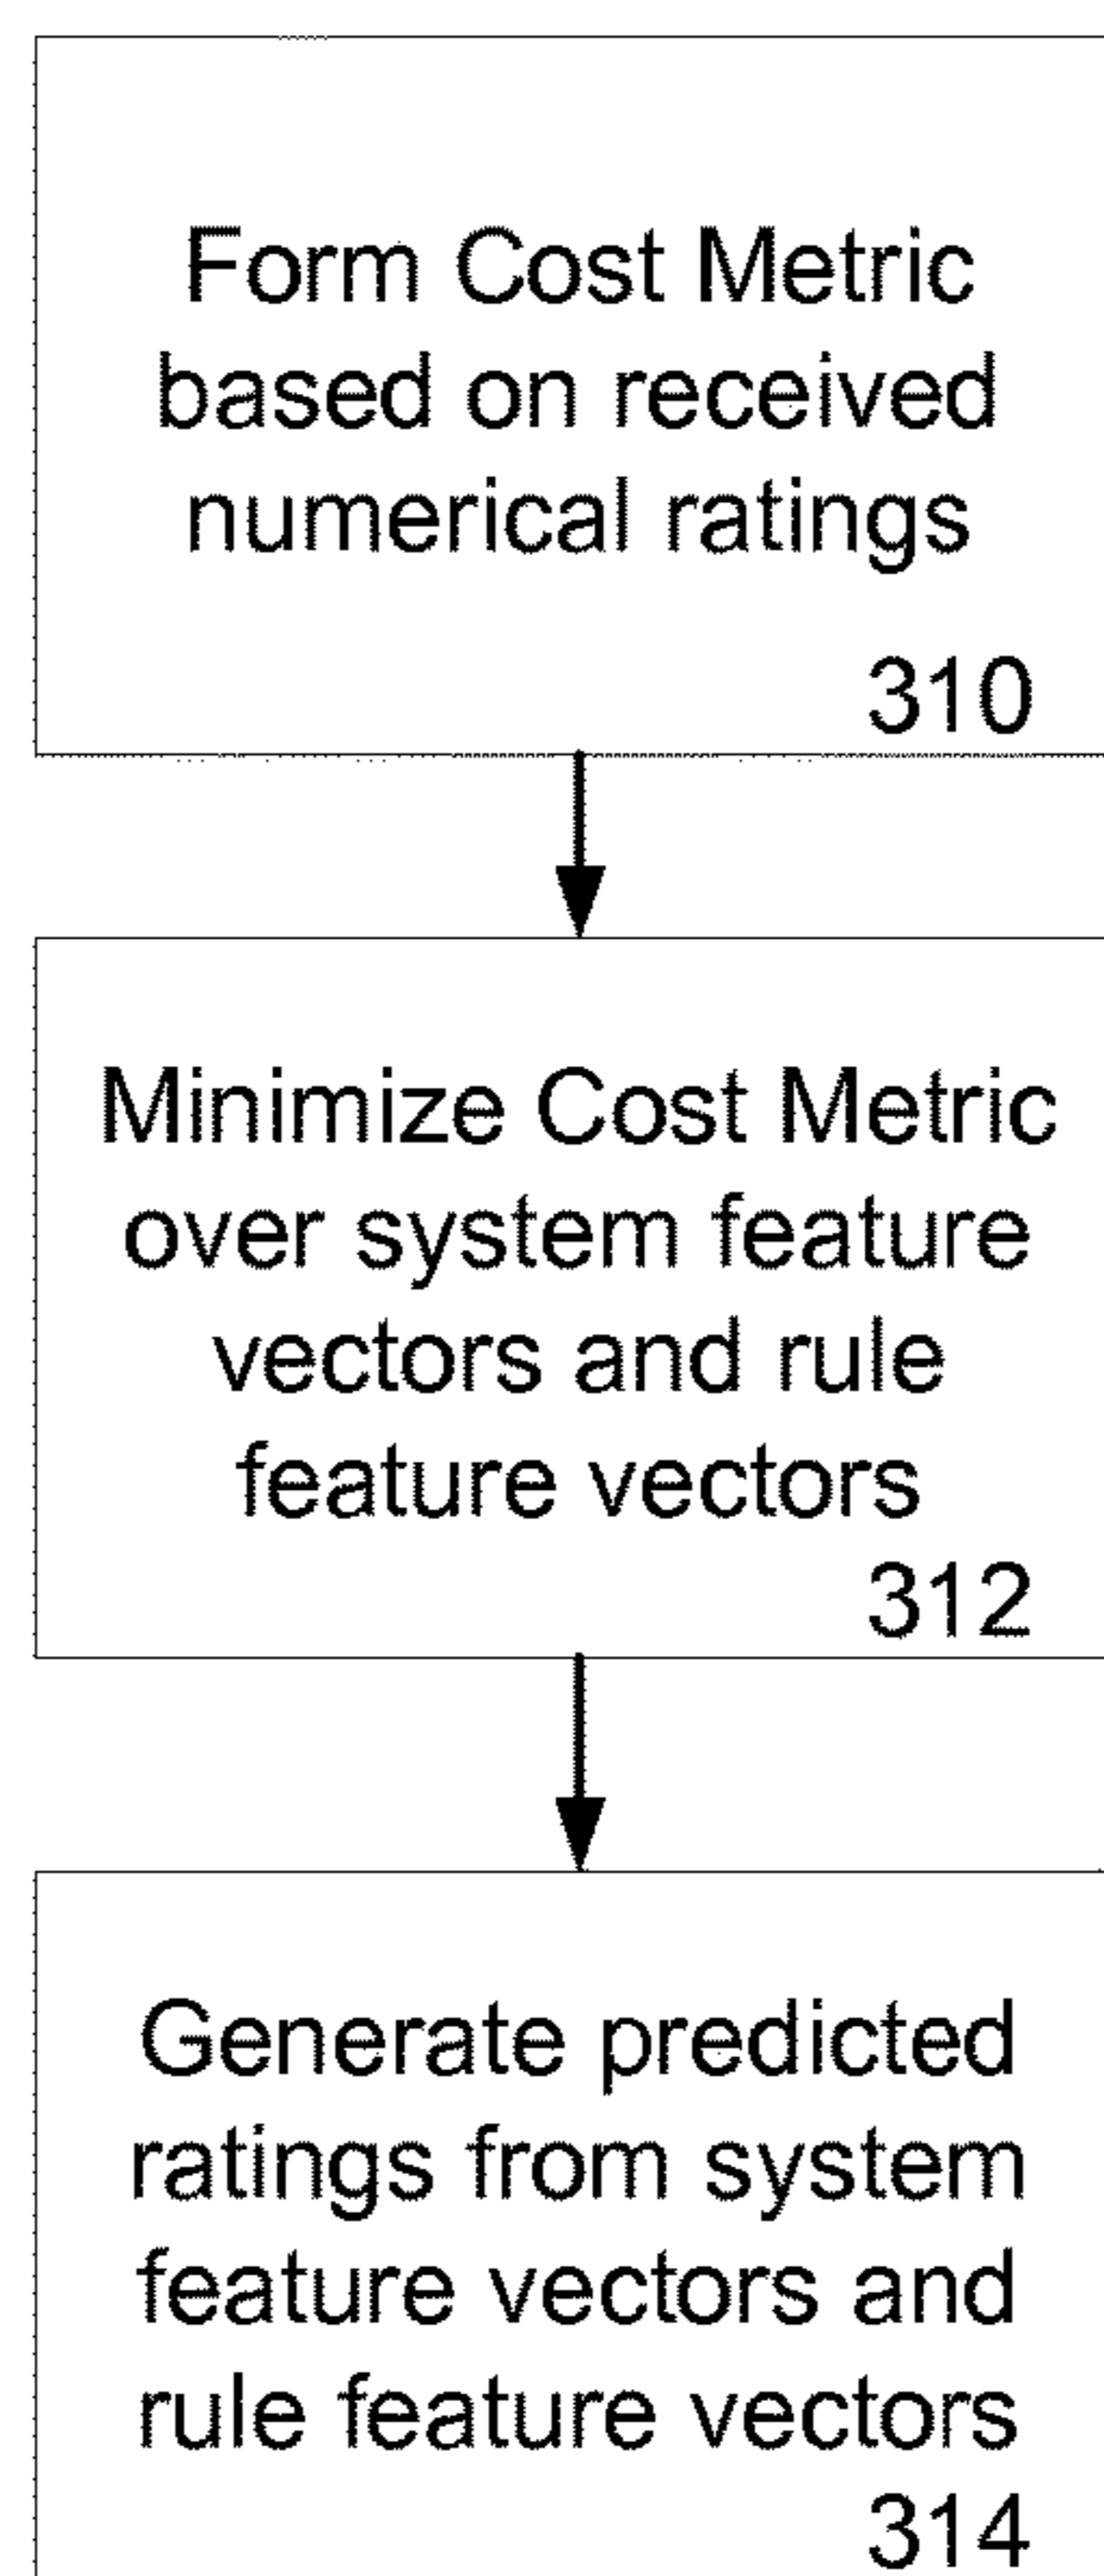 Form Cost Metric
based on received
numerical ratings
310
Minimize Cost Metric
over system feature
vectors and rule
feature vectors
312
Generate predicted
ratings from system
feature vectors and
rule feature vectors
314